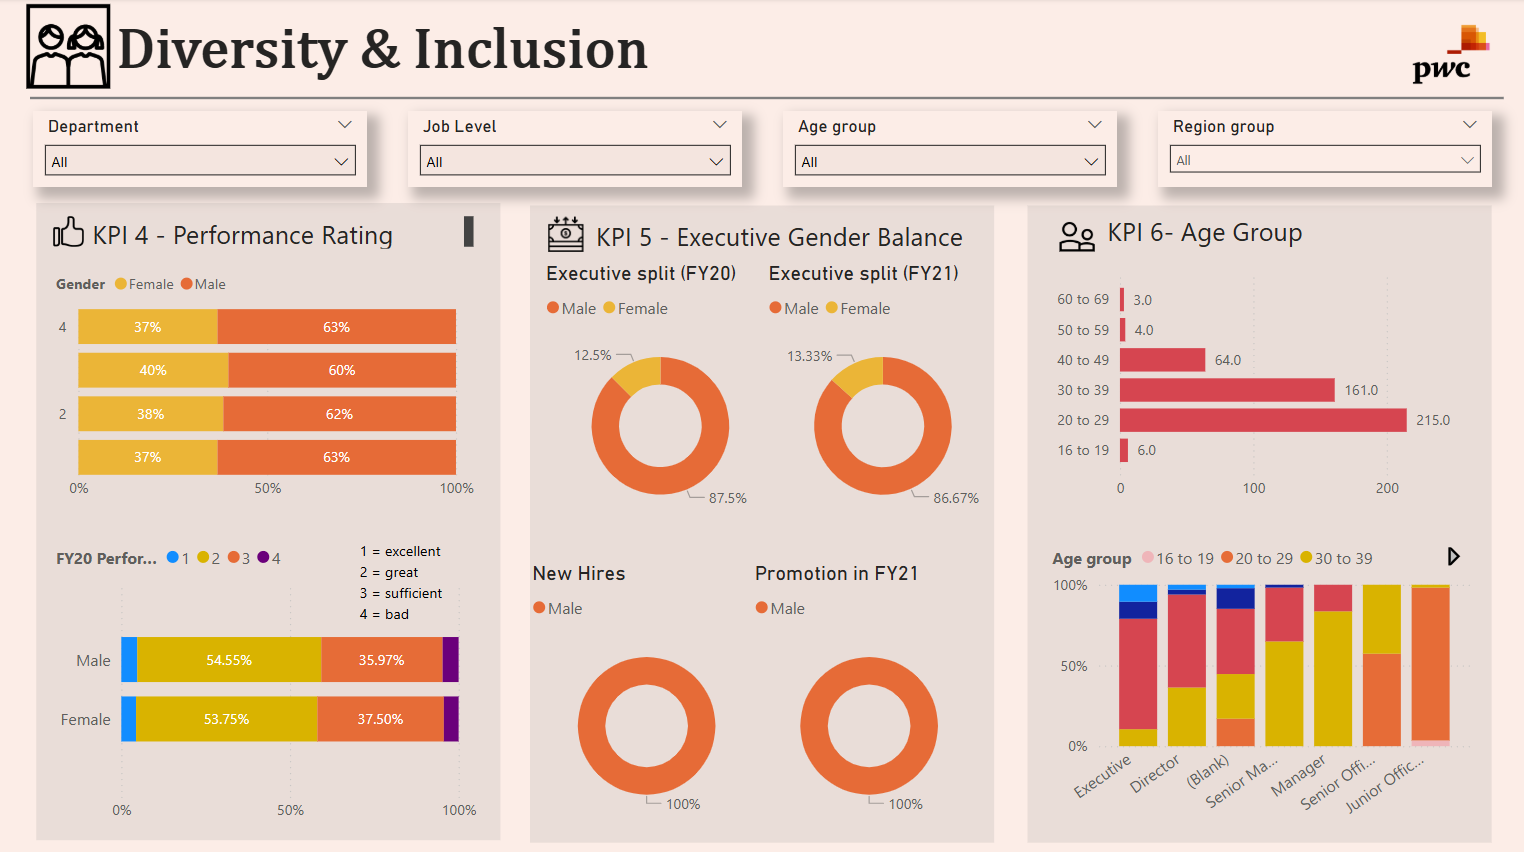 Diversity & Inclusion
pwc
Department
All
Job Level
All
Age group
All
Region group
All
KPI 4 - Performance Rating
Gender Female Male
4 37% 63%
40% 60%
2 38% 62%
37% 63%
0% 50% 100%
FY20 Perfor... 1 2 3 4
1 = excellent
2 = great
3 = sufficient
4 = bad
Male 54.55% 35.97%
Female 53.75% 37.50%
0% 50% 100%
KPI 5 - Executive Gender Balance
Executive split (FY20)
Male Female
12.5%
87.5%
Executive split (FY21)
Male Female
13.33%
86.67%
New Hires
Male
100%
Promotion in FY21
Male
100%
KPI 6- Age Group
60 to 69 3.0
50 to 59 4.0
40 to 49 64.0
30 to 39 161.0
20 to 29 215.0
16 to 19 6.0
0 100 200
Age group 16 to 19 20 to 29 30 to 39
100%
50%
0%
Executive
Director
(Blank)
Senior Ma...
Manager
Senior Offi...
Junior Offic...